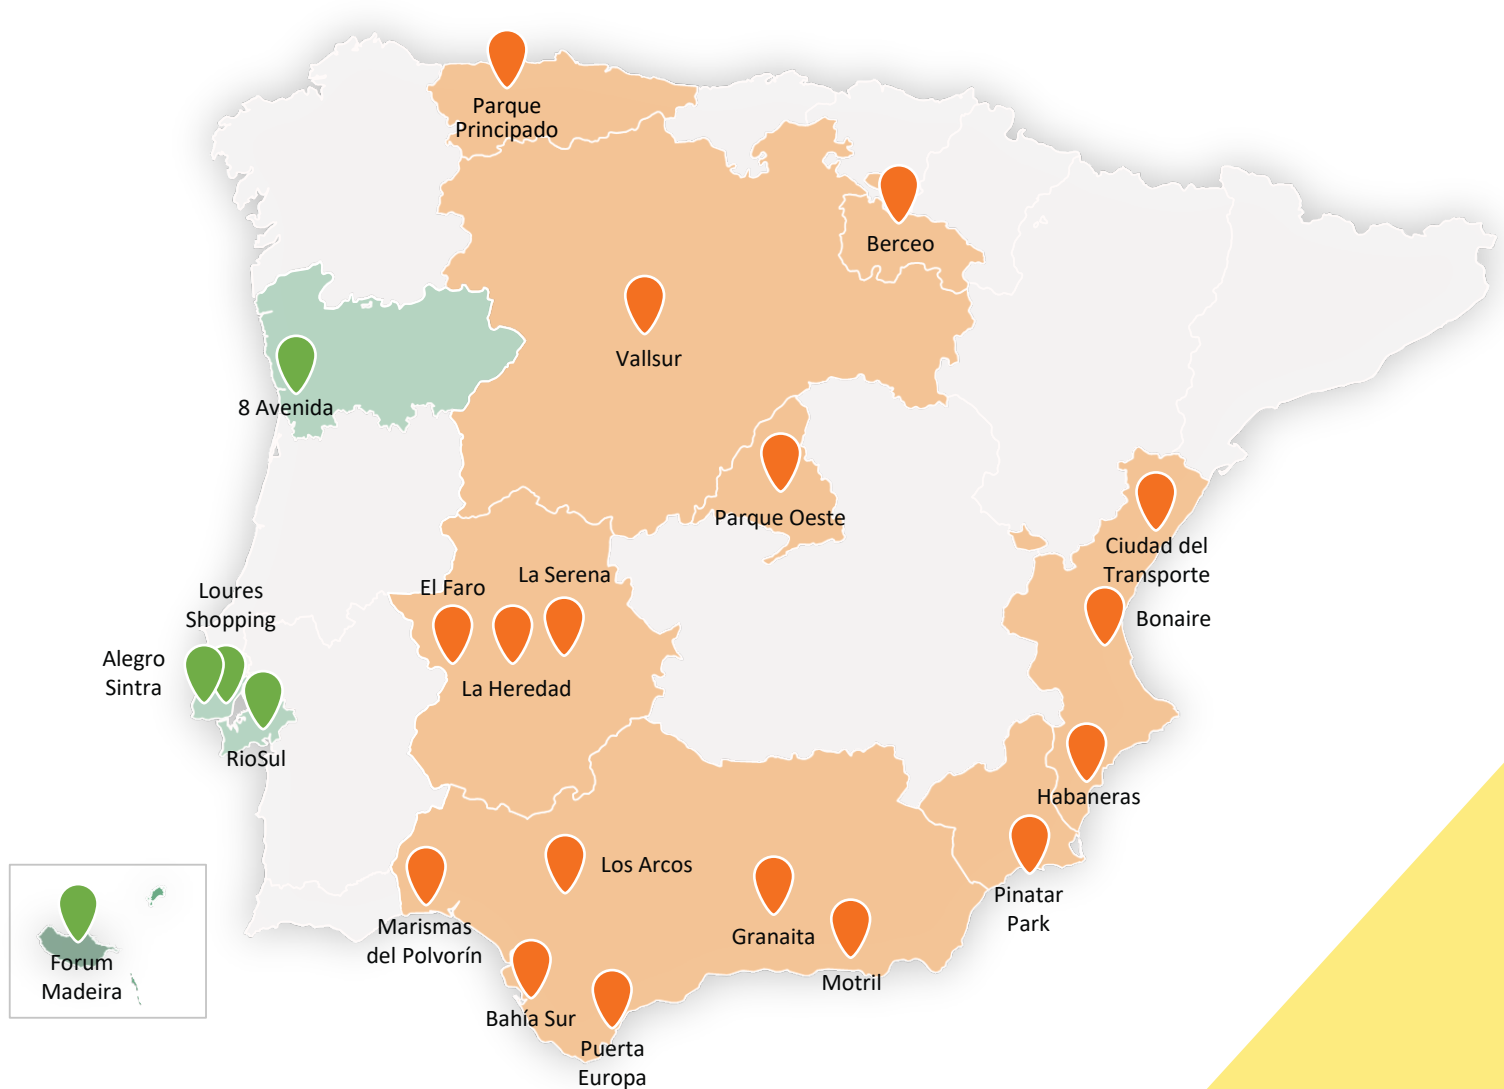 Parque
Principado
Berceo
Vallsur
8 Avenida
Parque Oeste
Ciudad del
Transporte
Bonaire
La Serena
El Faro
La Heredad
Loures
Shopping
Alegro
Sintra
RioSul
Habaneras
Los Arcos
Pinatar
Park
Granaita
Marismas
del Polvorín
Motril
Bahía Sur
Puerta
Europa
Forum
Madeira